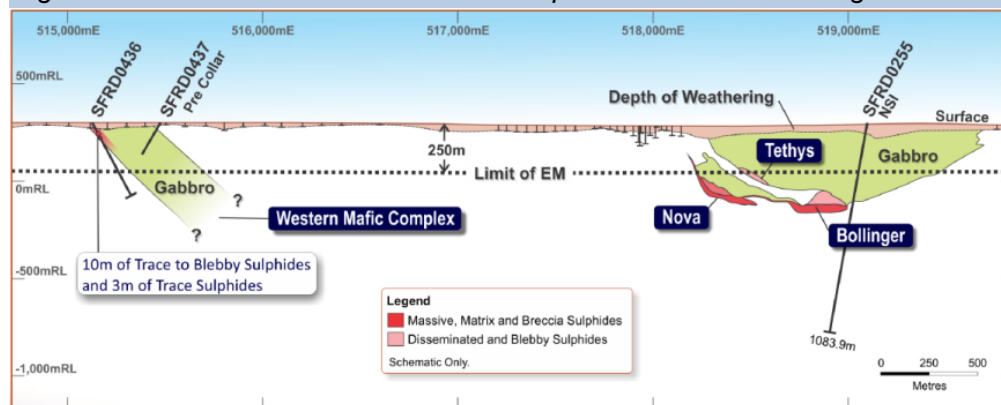 515,000mE
516,000mE
517,000mE
518,000mE
519,000mE
SFRD0436
SFRD0437
Pre Collar
SFRD0255
NSI
500mRL
Depth of Weathering
Surface
250m
Tethys
Gabbro
Limit of EM
0mRL
Gabbro
?
Western Mafic Complex
?
Nova
Bollinger
10m of Trace to Blebby Sulphides
and 3m of Trace Sulphides
-500mRL
Legend
Massive, Matrix and Breccia Sulphides
Disseminated and Blebby Sulphides
Schematic Only.
1083.9m
0 250 500
Metres
-1,000mRL